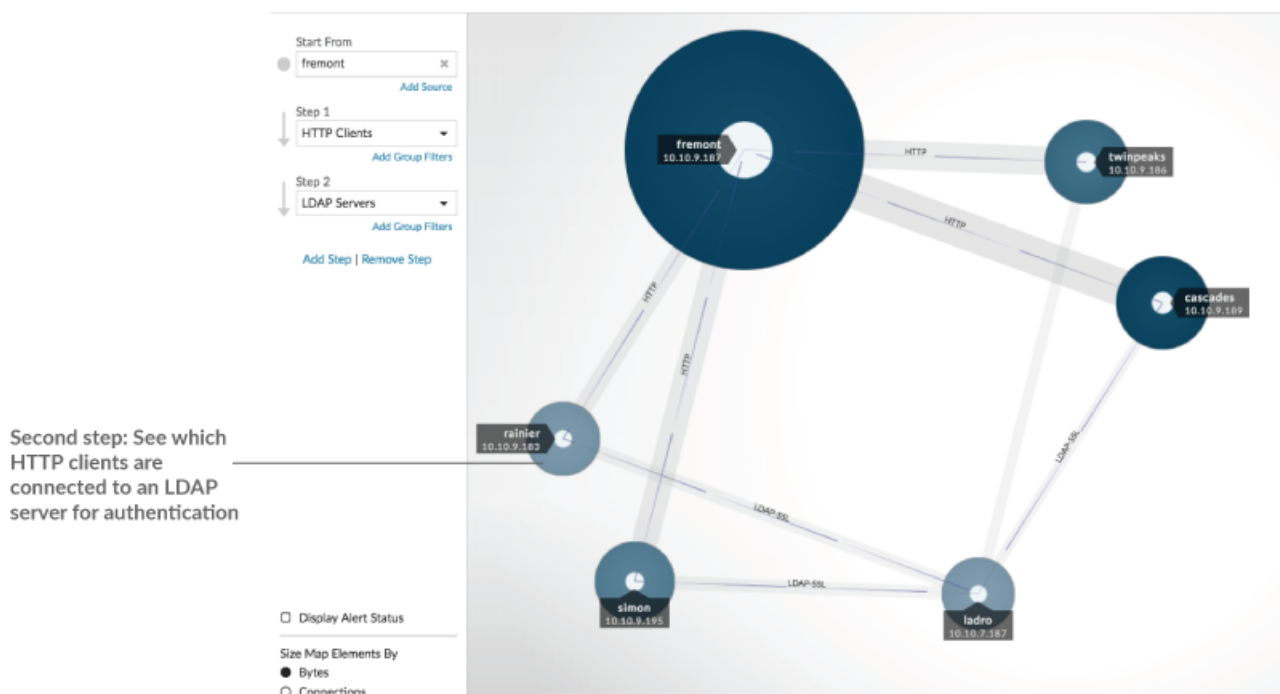 Start From
fremont
Add Source
Step 1
HTTP Clients
Add Group Filters
Step 2
LDAP Servers
Add Group Filters
Add Step | Remove Step
fremont
10.10.9.187
HTTP
twinpeaks
10.10.9.186
HTTP
cascades
10.10.9.189
HTTP
HTTP
rainier
10.10.9.183
LDAP-SSL
LDAP-SSL
LDAP-SSL
simon
10.10.9.195
ladro
10.10.7.187
Second step: See which
HTTP clients are
connected to an LDAP
server for authentication
Display Alert Status
Size Map Elements By
Bytes
Connections